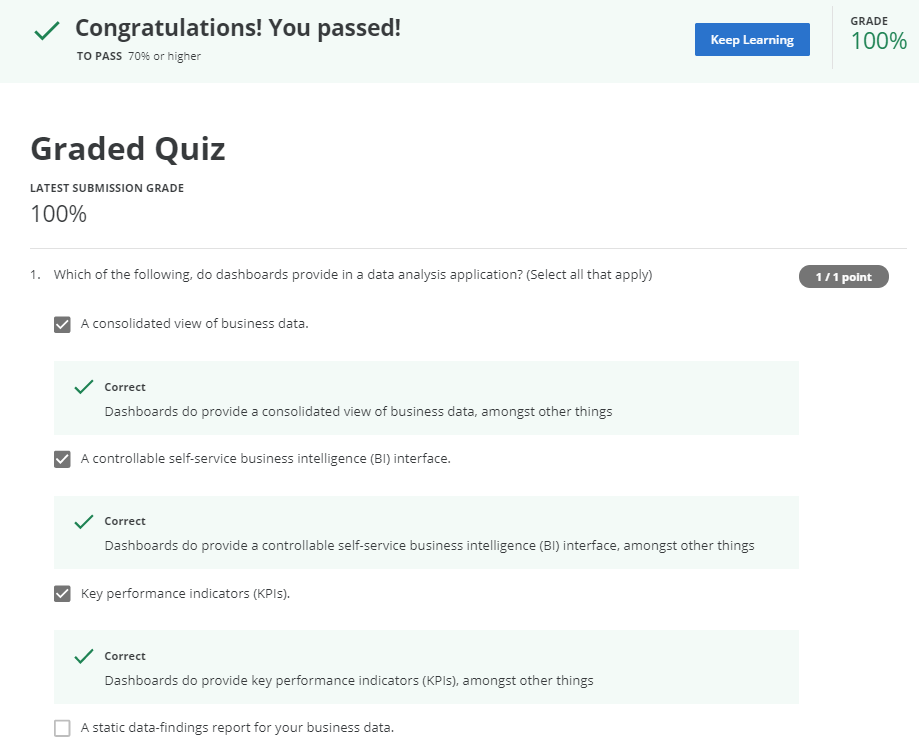 Congratulations! You passed!
TO PASS 70% or higher
Keep Learning
GRADE
100%
Graded Quiz
LATEST SUBMISSION GRADE
100%
1. Which of the following, do dashboards provide in a data analysis application? (Select all that apply)
1 / 1 point
A consolidated view of business data.
Correct
Dashboards do provide a consolidated view of business data, amongst other things
A controllable self-service business intelligence (BI) interface.
Correct
Dashboards do provide a controllable self-service business intelligence (BI) interface, amongst other things
Key performance indicators (KPIs).
Correct
Dashboards do provide key performance indicators (KPIs), amongst other things
A static data-findings report for your business data.